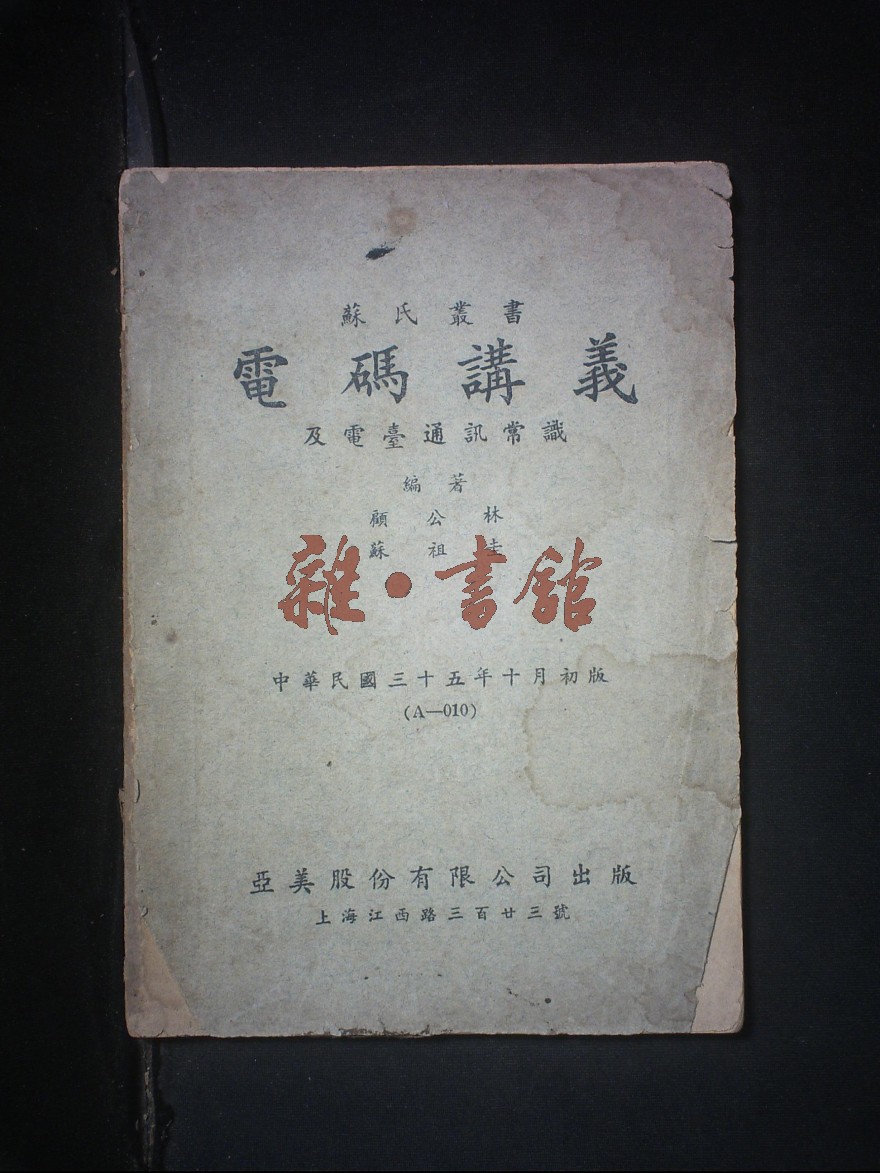 蘇氏叢書
電碼講義
及電臺通訊常識
編著
顧公林
蘇祖圭
雜·書館
中華民國三十五年十月初版
(A—010)
亞美股份有限公司出版
上海江西路三百廿三號